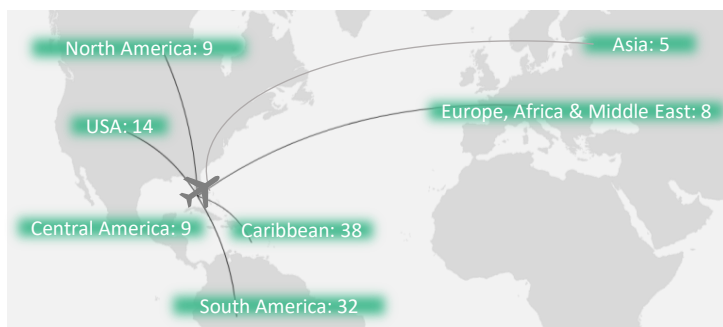 North America: 9
Asia: 5
Europe, Africa & Middle East: 8
USA: 14
Central America: 9
Caribbean: 38
South America: 32